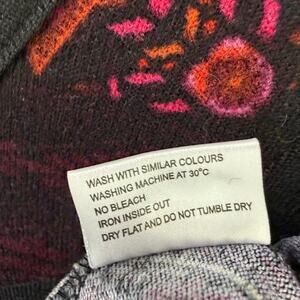 WASH WITH SIMILAR COLOURS
WASHING MACHINE AT 30°C
NO BLEACH
IRON INSIDE OUT
DRY FLAT AND DO NOT TUMBLE DRY